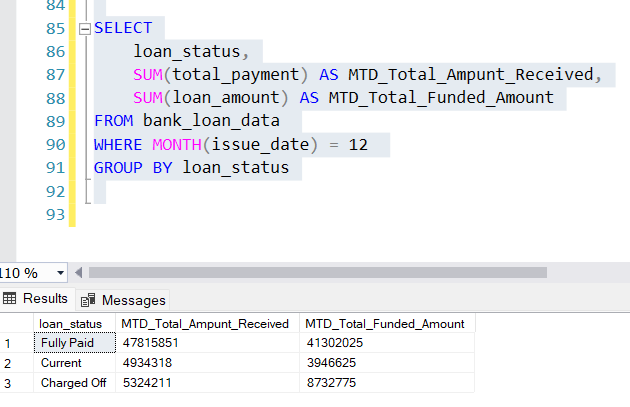 84
85 SELECT
86 loan_status,
87 SUM(total_payment) AS MTD_Total_Ampunt_Received,
88 SUM(loan_amount) AS MTD_Total_Funded_Amount
89 FROM bank_loan_data
90 WHERE MONTH(issue_date) = 12
91 GROUP BY loan_status
92
93
110 %
Results Messages
loan_status MTD_Total_Ampunt_Received MTD_Total_Funded_Amount
1 Fully Paid 47815851 41302025
2 Current 4934318 3946625
3 Charged Off 5324211 8732775